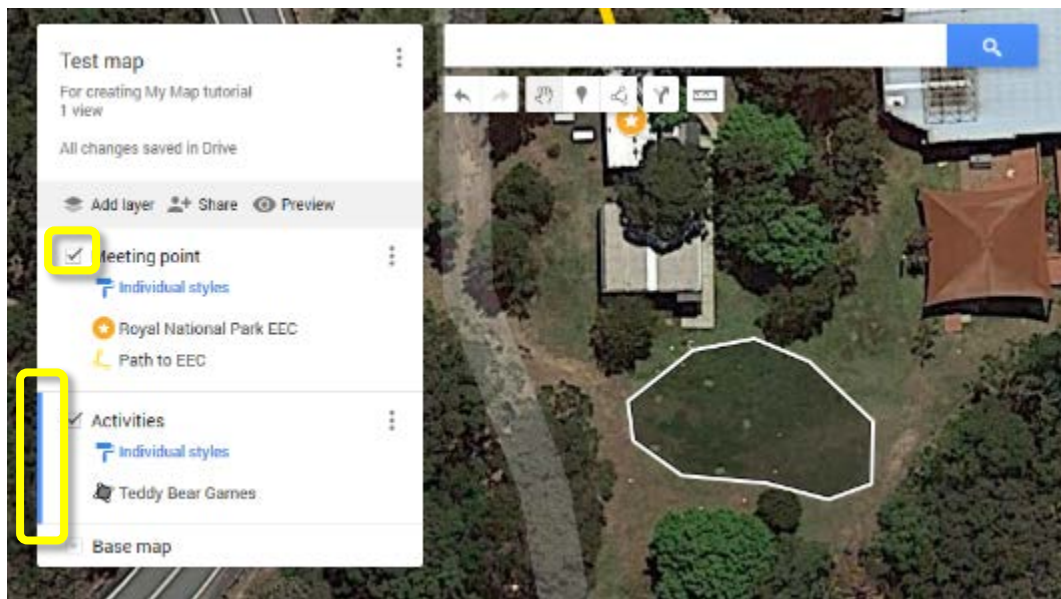 Test map
For creating My Map tutorial
1 view
All changes saved in Drive
Add layer Share Preview
Meeting point
Individual styles
Royal National Park EEC
Path to EEC
Activities
Individual styles
Teddy Bear Games
Base map